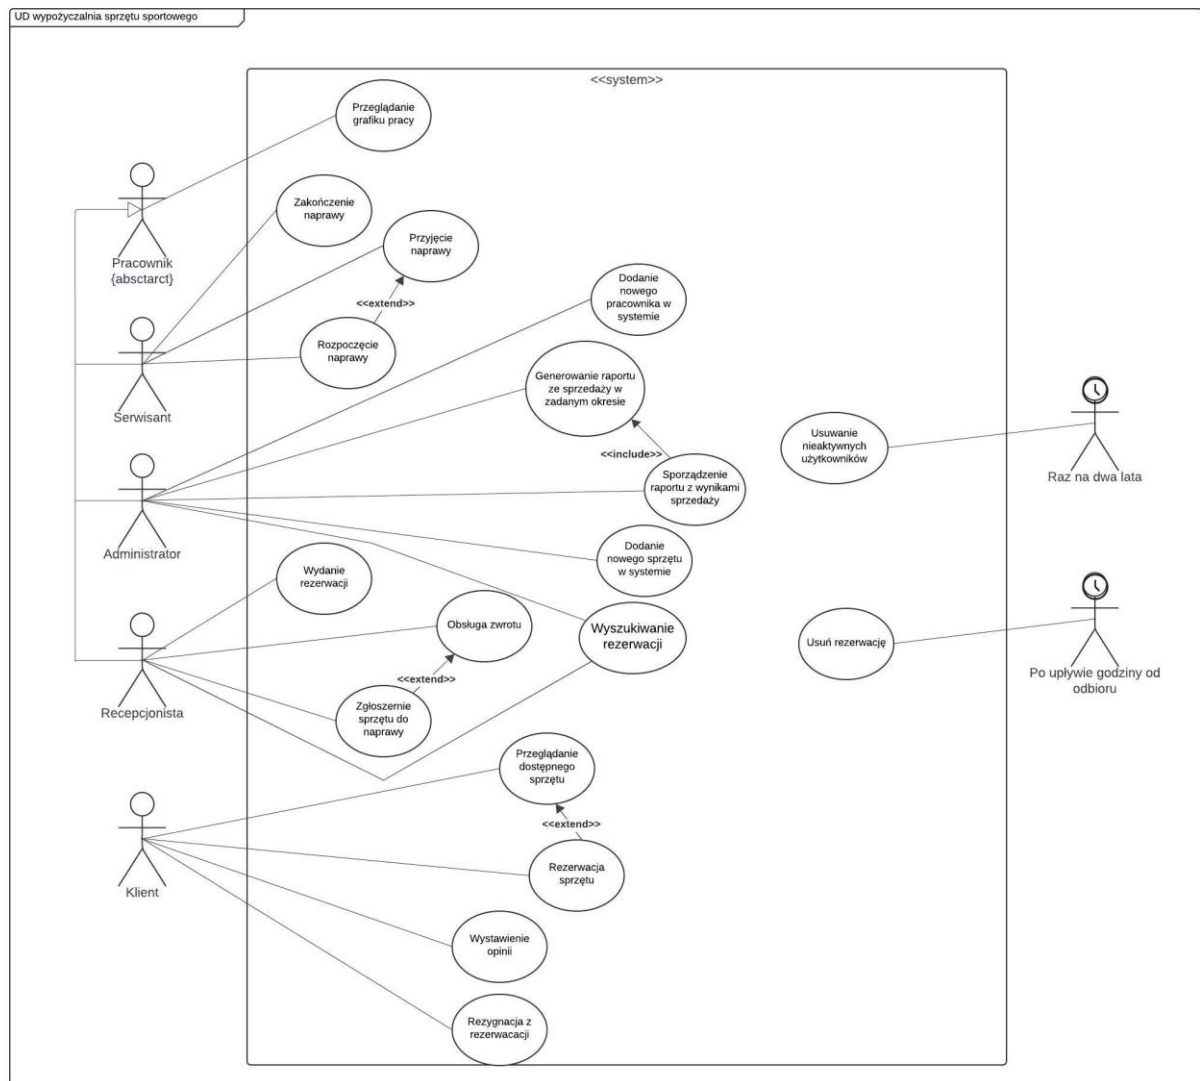 UD wypożyczalnia sprzętu sportowego
<<system>>
Przeglądanie
grafiku pracy
Pracownik
{absctarct}
Zakończenie
naprawy
Przyjęcie
naprawy
<<extend>>
Rozpoczęcie
naprawy
Serwisant
Dodanie
nowego
pracownika w
systemie
Generowanie raportu
ze sprzedaży w
zadanym okresie
<<include>>
Sporządzenie
raportu z wynikami
sprzedaży
Usuwanie
nieaktywnych
użytkowników
Raz na dwa lata
Administrator
Dodanie
nowego sprzętu
w systemie
Wydanie
rezerwacji
Obsługa zwrotu
Wyszukiwanie
rezerwacji
Usuń rezerwację
Po upływie godziny od
odbioru
<<extend>>
Zgłoszernie
sprzętu do
naprawy
Recepcjonista
Przeglądanie
dostępnego
sprzętu
<<extend>>
Rezerwacja
sprzętu
Klient
Wystawienie
opinii
Rezygnacja z
rezerwacacji